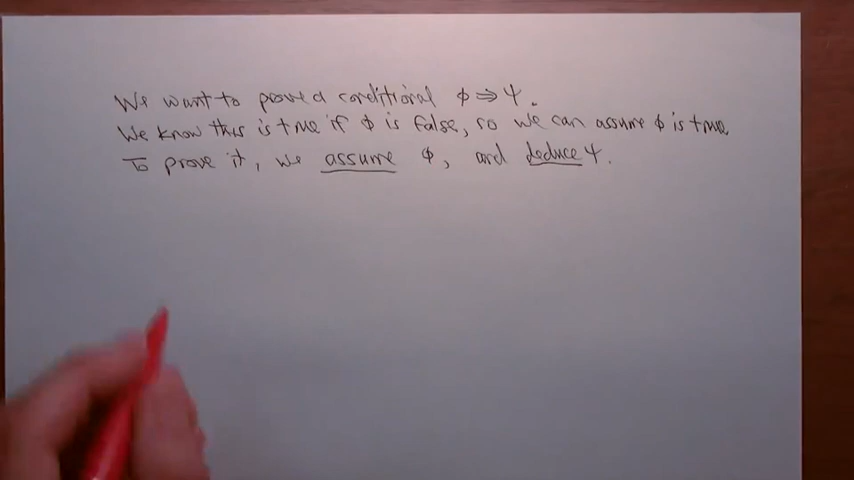 We want to prove a conditional ϕ ⇒ Ψ.
We know this is true if ϕ is false, so we can assume ϕ is true.
To prove it, we assume ϕ, and deduce Ψ.